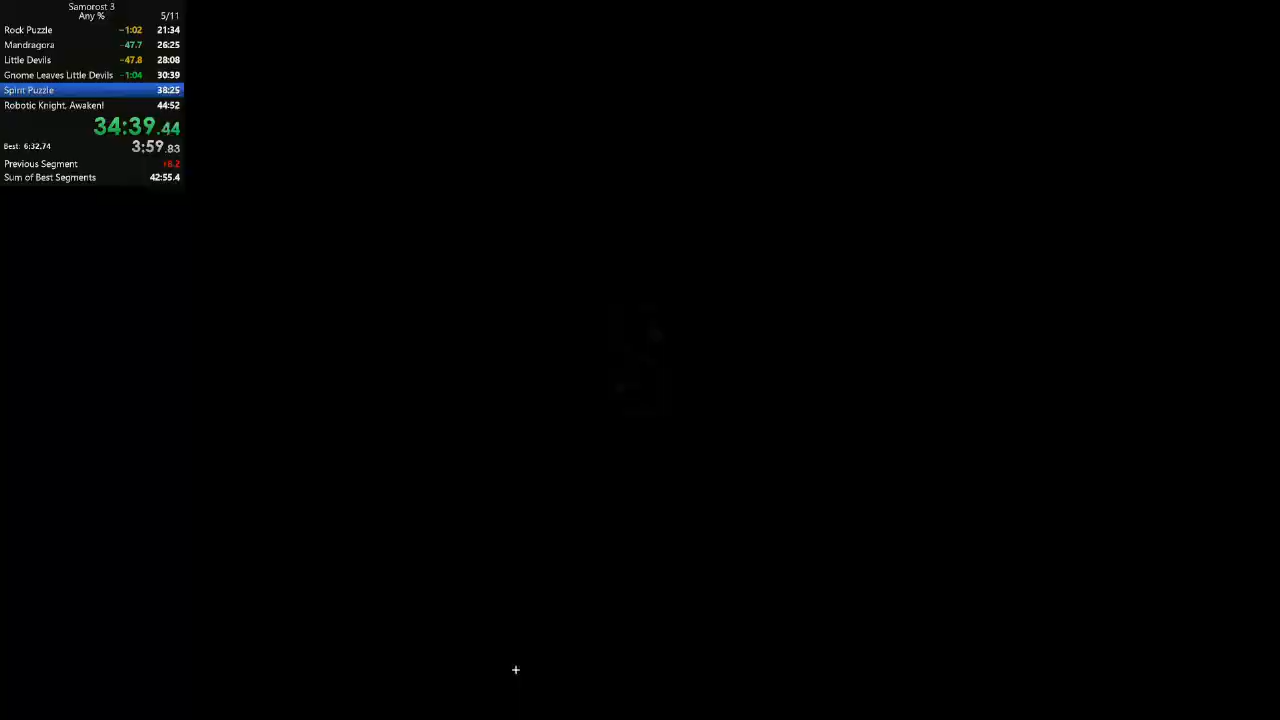 Samorost 3
Any % 5/11
Rock Puzzle −1:02 21:34
Mandragora −47.7 26:25
Little Devils −47.8 28:08
Gnome Leaves Little Devils −1:04 30:39
Spirit Puzzle 38:25
Robotic Knight, Awaken! 44:52
34:39.44
Best: 6:32.74 3:59.83
Previous Segment +8.2
Sum of Best Segments 42:55.4